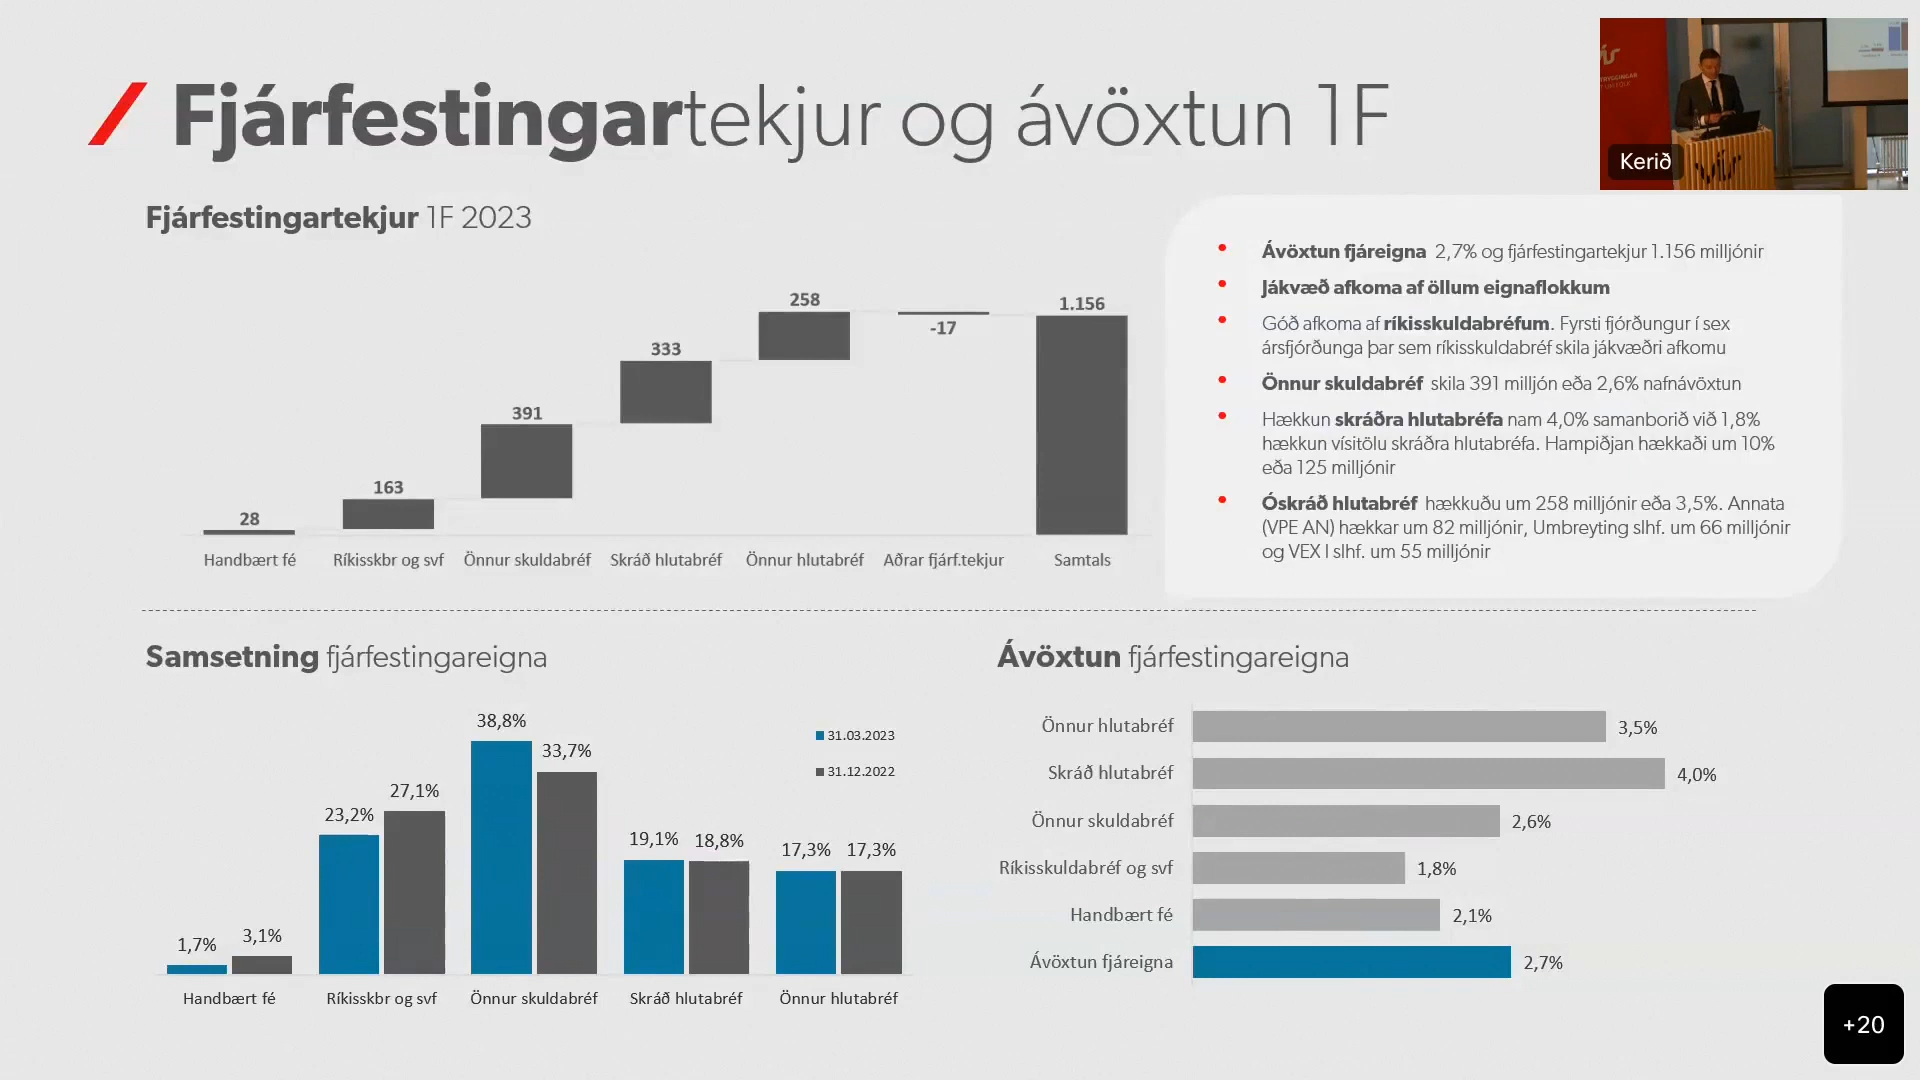 Fjárfestingartekjur og ávöxtun 1F
Kerið
Fjárfestingartekjur 1F 2023
28
163
391
333
258
-17
1.156
Handbært fé
Ríkisskbr og svf
Önnur skuldabréf
Skráð hlutabréf
Önnur hlutabréf
Aðrar fjárf.tekjur
Samtals
• Ávöxtun fjáreigna 2,7% og fjárfestingartekjur 1.156 milljónir
• Jákvæð afkoma af öllum eignaflokkum
• Góð afkoma af ríkisskuldabréfum. Fyrsti fjórðungur í sex
ársfjórðunga þar sem ríkisskuldabréf skila jákvæðri afkomu
• Önnur skuldabréf skila 391 milljón eða 2,6% nafnávöxtun
• Hækkun skráðra hlutabréfa nam 4,0% samanborið við 1,8%
hækkun vísitölu skráðra hlutabréfa. Hampiðjan hækkaði um 10%
eða 125 milljónir
• Óskráð hlutabréf hækkuðu um 258 milljónir eða 3,5%. Annata
(VPE AN) hækkar um 82 milljónir, Umbreyting slhf. um 66 milljónir
og VEX I slhf. um 55 milljónir
Samsetning fjárfestingareigna
31.03.2023
31.12.2022
1,7%
3,1%
23,2%
27,1%
38,8%
33,7%
19,1%
18,8%
17,3%
17,3%
Handbært fé
Ríkisskbr og svf
Önnur skuldabréf
Skráð hlutabréf
Önnur hlutabréf
Ávöxtun fjárfestingareigna
Önnur hlutabréf 3,5%
Skráð hlutabréf 4,0%
Önnur skuldabréf 2,6%
Ríkisskuldabréf og svf 1,8%
Handbært fé 2,1%
Ávöxtun fjáreigna 2,7%
+20